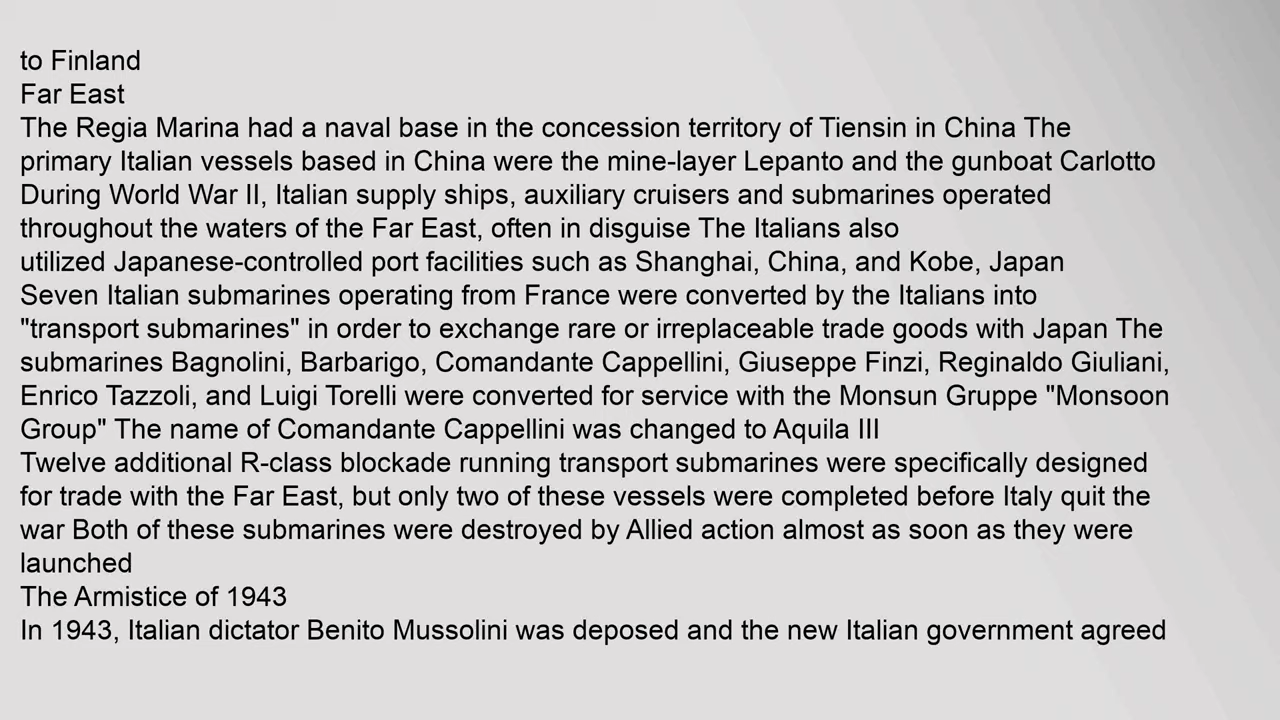 to Finland
Far East
The Regia Marina had a naval base in the concession territory of Tiensin in China The
primary Italian vessels based in China were the mine-layer Lepanto and the gunboat Carlotto
During World War II, Italian supply ships, auxiliary cruisers and submarines operated
throughout the waters of the Far East, often in disguise The Italians also
utilized Japanese-controlled port facilities such as Shanghai, China, and Kobe, Japan
Seven Italian submarines operating from France were converted by the Italians into
"transport submarines" in order to exchange rare or irreplaceable trade goods with Japan The
submarines Bagnolini, Barbarigo, Comandante Cappellini, Giuseppe Finzi, Reginaldo Giuliani,
Enrico Tazzoli, and Luigi Torelli were converted for service with the Monsun Gruppe "Monsoon
Group" The name of Comandante Cappellini was changed to Aquila III
Twelve additional R-class blockade running transport submarines were specifically designed
for trade with the Far East, but only two of these vessels were completed before Italy quit the
war Both of these submarines were destroyed by Allied action almost as soon as they were
launched
The Armistice of 1943
In 1943, Italian dictator Benito Mussolini was deposed and the new Italian government agreed